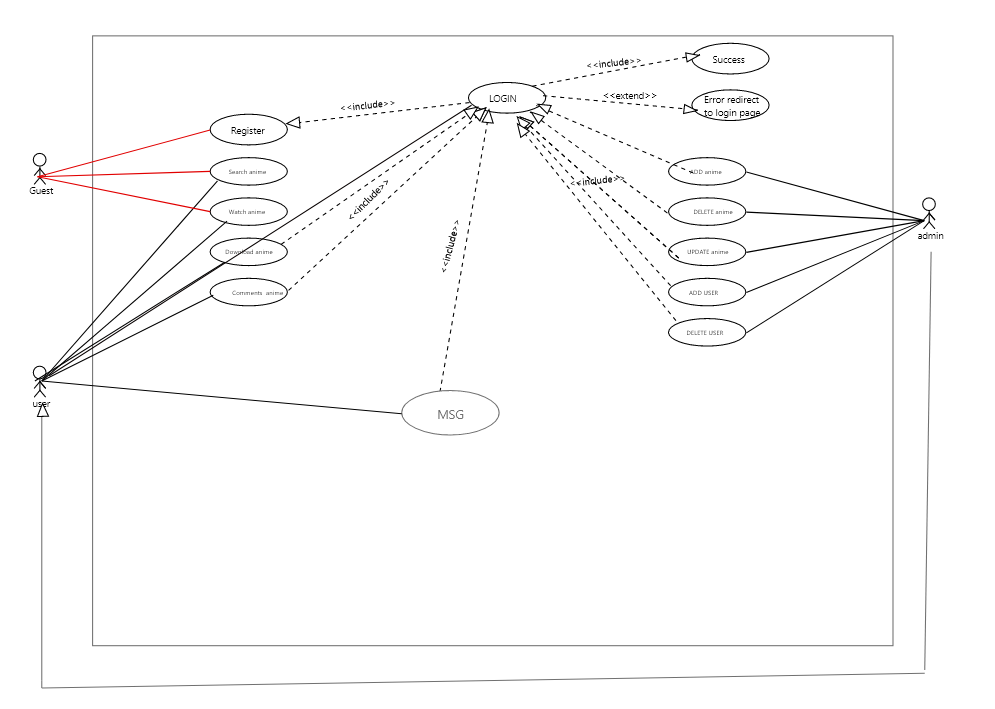 Success
<<include>>
LOGIN
<<extend>>
Error redirect
to login page
<<include>>
Register
Guest
Search anime
Watch anime
Download anime
Comments anime
<<include>>
<<include>>
<<include>>
ADD anime
DELETE anime
UPDATE anime
ADD USER
DELETE USER
admin
user
MSG